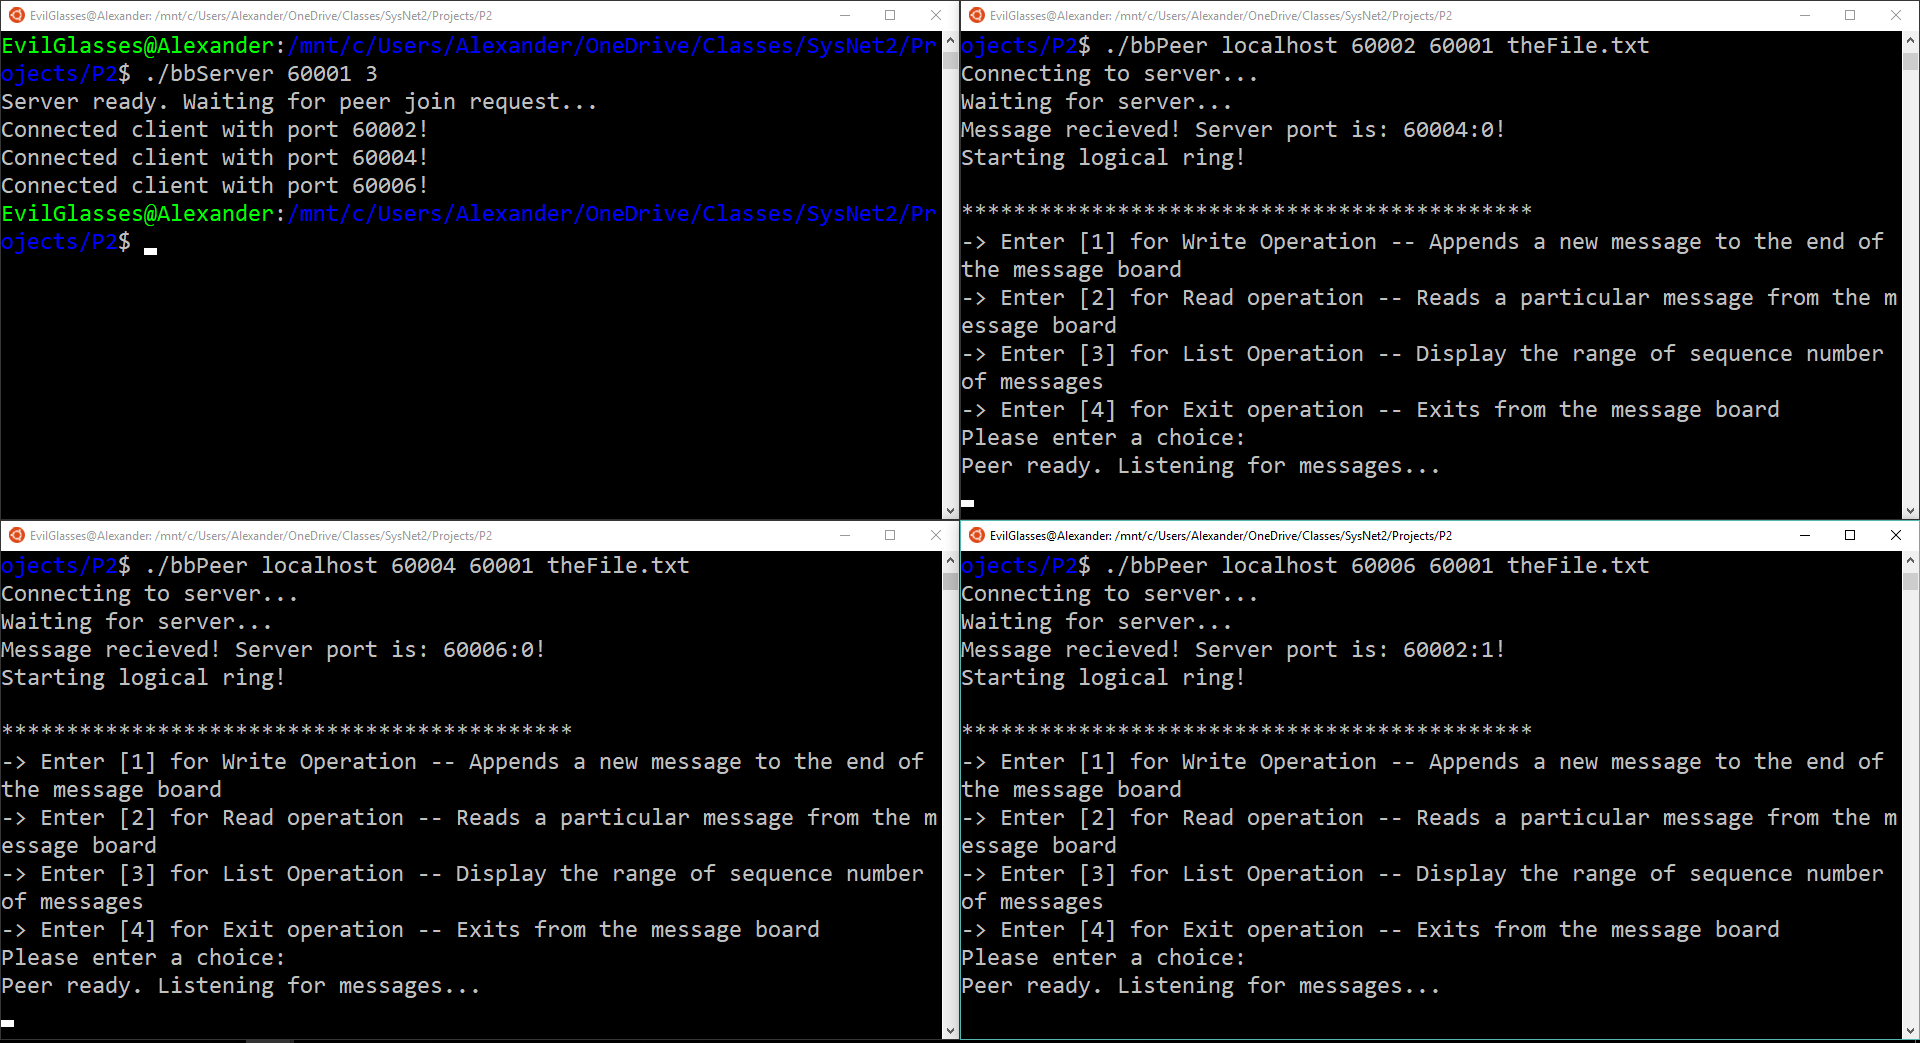 EvilGlasses@Alexander: /mnt/c/Users/Alexander/OneDrive/Classes/SysNet2/Projects/P2
EvilGlasses@Alexander:/mnt/c/Users/Alexander/OneDrive/Classes/SysNet2/Pr
ojects/P2$ ./bbServer 60001 3
Server ready. Waiting for peer join request...
Connected client with port 60002!
Connected client with port 60004!
Connected client with port 60006!
EvilGlasses@Alexander:/mnt/c/Users/Alexander/OneDrive/Classes/SysNet2/Pr
ojects/P2$
EvilGlasses@Alexander: /mnt/c/Users/Alexander/OneDrive/Classes/SysNet2/Projects/P2
ojects/P2$ ./bbPeer localhost 60002 60001 theFile.txt
Connecting to server...
Waiting for server...
Message recieved! Server port is: 60004:0!
Starting logical ring!
********************************************
-> Enter [1] for Write Operation -- Appends a new message to the end of
the message board
-> Enter [2] for Read operation -- Reads a particular message from the m
essage board
-> Enter [3] for List Operation -- Display the range of sequence number
of messages
-> Enter [4] for Exit operation -- Exits from the message board
Please enter a choice:
Peer ready. Listening for messages...
EvilGlasses@Alexander: /mnt/c/Users/Alexander/OneDrive/Classes/SysNet2/Projects/P2
ojects/P2$ ./bbPeer localhost 60004 60001 theFile.txt
Connecting to server...
Waiting for server...
Message recieved! Server port is: 60006:0!
Starting logical ring!
********************************************
-> Enter [1] for Write Operation -- Appends a new message to the end of
the message board
-> Enter [2] for Read operation -- Reads a particular message from the m
essage board
-> Enter [3] for List Operation -- Display the range of sequence number
of messages
-> Enter [4] for Exit operation -- Exits from the message board
Please enter a choice:
Peer ready. Listening for messages...
EvilGlasses@Alexander: /mnt/c/Users/Alexander/OneDrive/Classes/SysNet2/Projects/P2
ojects/P2$ ./bbPeer localhost 60006 60001 theFile.txt
Connecting to server...
Waiting for server...
Message recieved! Server port is: 60002:1!
Starting logical ring!
********************************************
-> Enter [1] for Write Operation -- Appends a new message to the end of
the message board
-> Enter [2] for Read operation -- Reads a particular message from the m
essage board
-> Enter [3] for List Operation -- Display the range of sequence number
of messages
-> Enter [4] for Exit operation -- Exits from the message board
Please enter a choice:
Peer ready. Listening for messages...